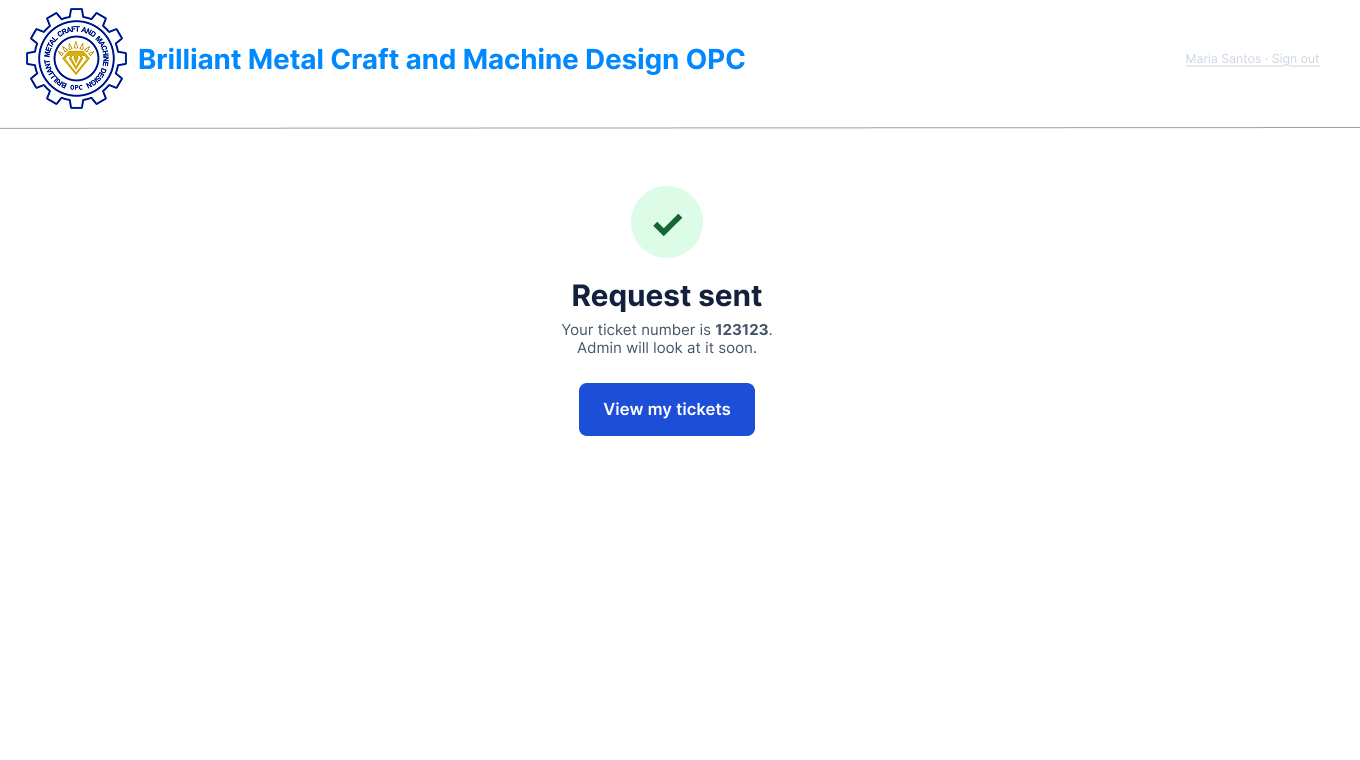 BRILLIANT METAL CRAFT AND MACHINE DESIGN
OPC
Brilliant Metal Craft and Machine Design OPC
Maria Santos · Sign out
Request sent
Your ticket number is 123123.
Admin will look at it soon.
View my tickets